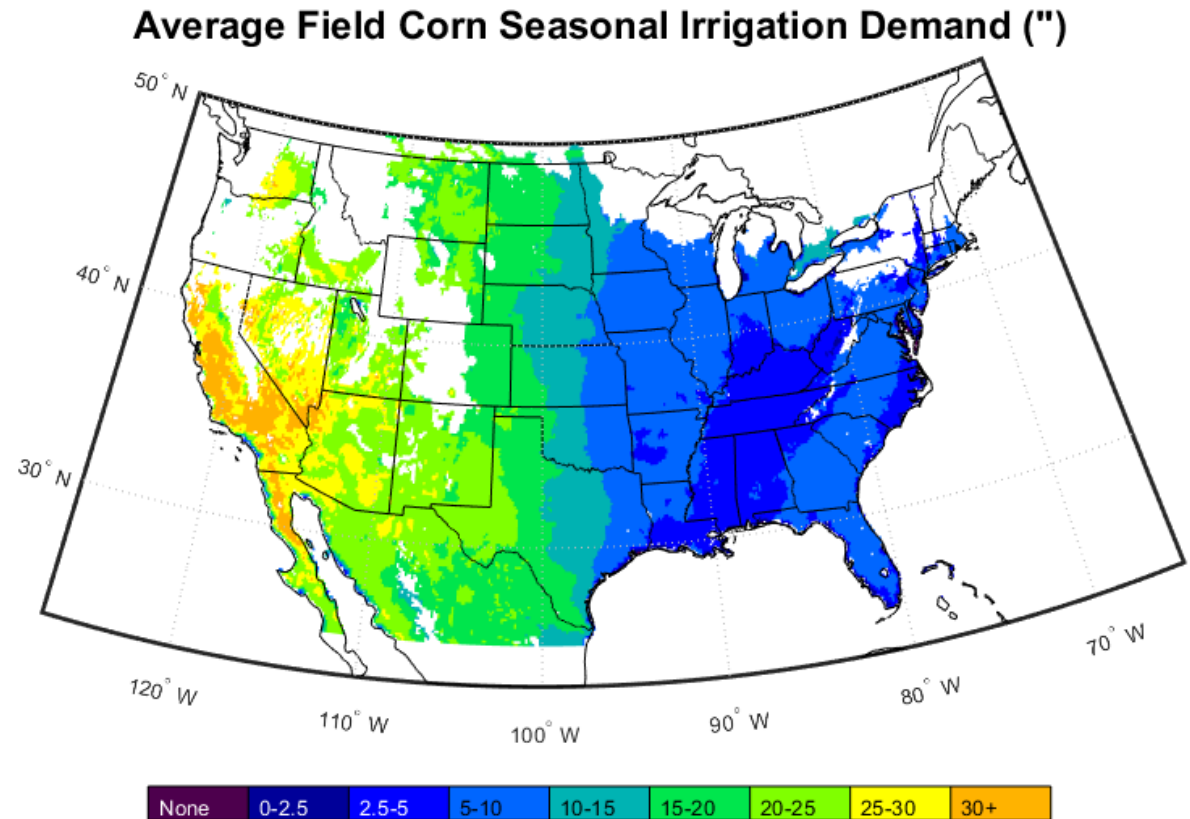 Average Field Corn Seasonal Irrigation Demand (")
50° N
40° N
30° N
120° W
110° W
100° W
90° W
80° W
70° W
None 0-2.5 2.5-5 5-10 10-15 15-20 20-25 25-30 30+